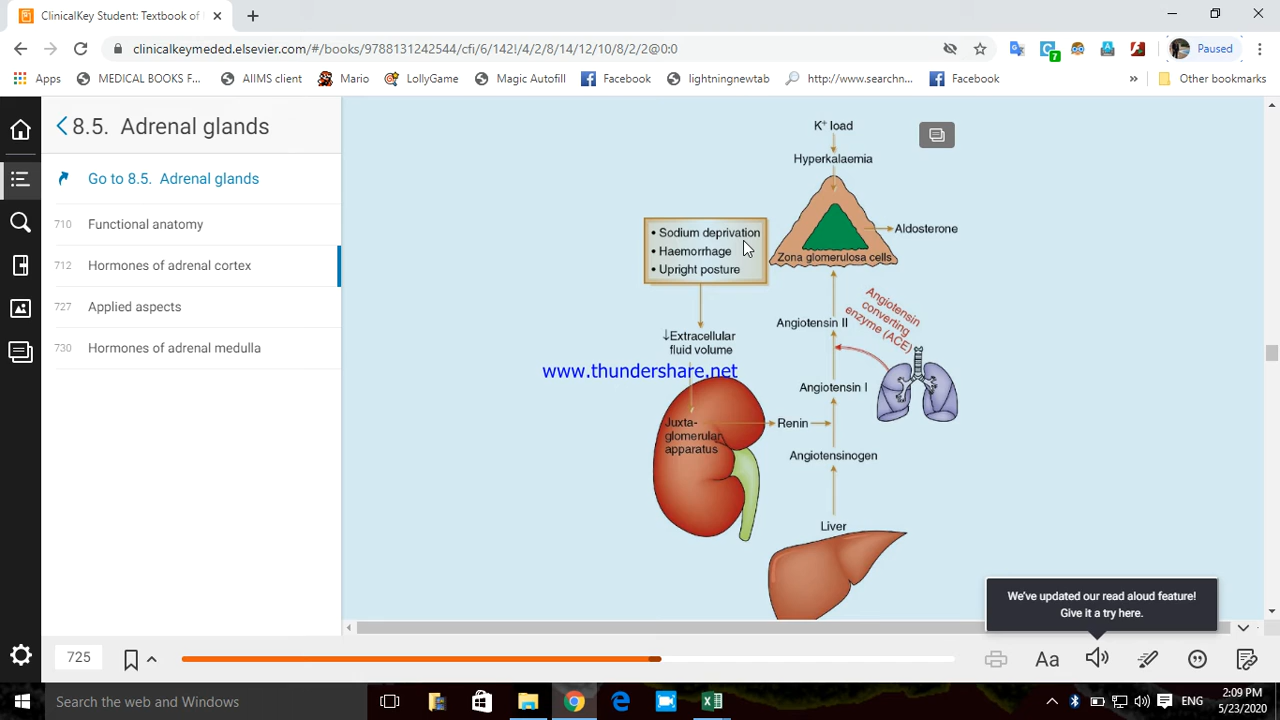 ClinicalKey Student: Textbook of
clinicalkeymeded.elsevier.com/#/books/9788131242544/cfi/6/142!/4/2/8/14/12/10/8/2/2@0:0
7
Paused
Apps
MEDICAL BOOKS F...
AIIMS client
Mario
LollyGame
Magic Autofill
Facebook
lightningnewtab
http://www.searchn...
Facebook
»
Other bookmarks
8.5. Adrenal glands
Go to 8.5. Adrenal glands
710 Functional anatomy
712 Hormones of adrenal cortex
727 Applied aspects
730 Hormones of adrenal medulla
K+ load
Hyperkalaemia
• Sodium deprivation
• Haemorrhage
• Upright posture
Aldosterone
Zona glomerulosa cells
Angiotensin
converting
enzyme (ACE)
Angiotensin II
↓Extracellular
fluid volume
www.thundershare.net
Angiotensin I
Juxta-
glomerular
apparatus
Renin
Angiotensinogen
Liver
We've updated our read aloud feature!
Give it a try here.
725
Aa
Search the web and Windows
ENG
2:09 PM
5/23/2020